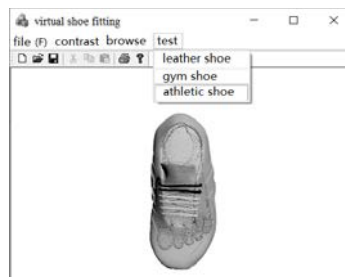 virtual shoe fitting
file (F) contrast browse test
leather shoe
gym shoe
athletic shoe